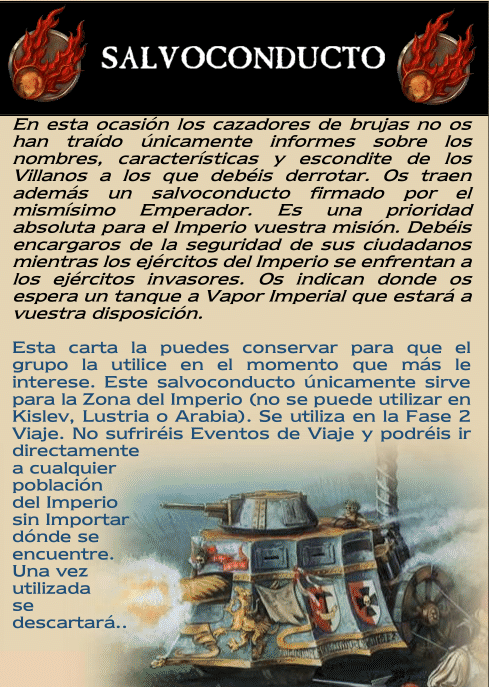 SALVOCONDUCTO
En esta ocasión los cazadores de brujas no os
han traído únicamente informes sobre los
nombres, características y escondite de los
Villanos a los que debéis derrotar. Os traen
además un salvoconducto firmado por el
mismísimo Emperador. Es una prioridad
absoluta para el Imperio vuestra misión. Debéis
encargaros de la seguridad de sus ciudadanos
mientras los ejércitos del Imperio se enfrentan a
los ejércitos invasores. Os indican donde os
espera un tanque a Vapor Imperial que estará a
vuestra disposición.
Esta carta la puedes conservar para que el
grupo la utilice en el momento que más le
interese. Este salvoconducto únicamente sirve
para la Zona del Imperio (no se puede utilizar en
Kislev, Lustria o Arabia). Se utiliza en la Fase 2
Viaje. No sufriréis Eventos de Viaje y podréis ir
directamente
a cualquier
población
del Imperio
sin Importar
dónde se
encuentre.
Una vez
utilizada
se
descartará..